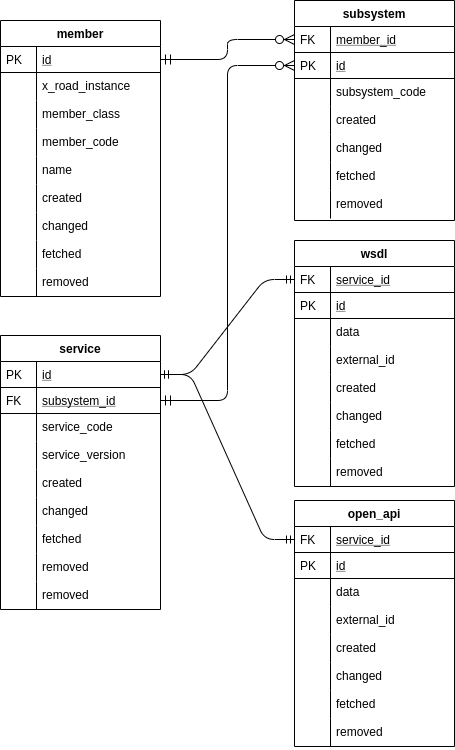 member
PK id
x_road_instance
member_class
member_code
name
created
changed
fetched
removed
service
PK id
FK subsystem_id
service_code
service_version
created
changed
fetched
removed
removed
subsystem
FK member_id
PK id
subsystem_code
created
changed
fetched
removed
wsdl
FK service_id
PK id
data
external_id
created
changed
fetched
removed
open_api
FK service_id
PK id
data
external_id
created
changed
fetched
removed